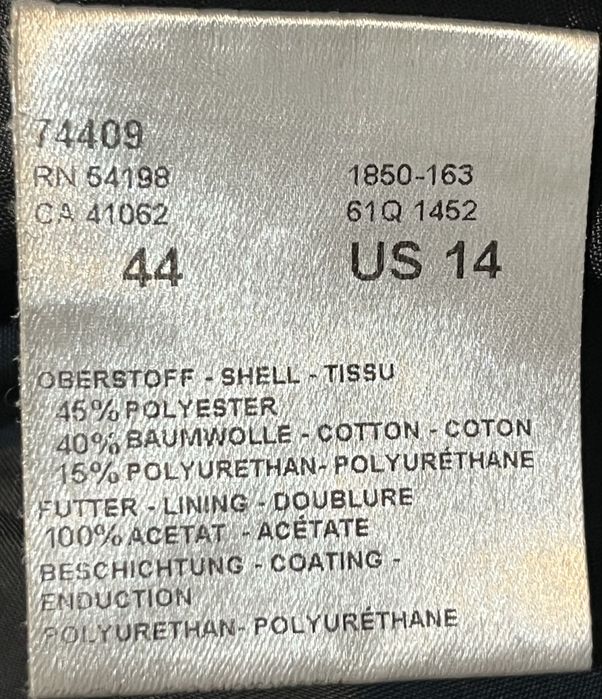 74409
RN 54198 1850-163
CA 41062 61Q 1452
44 US 14
OBERSTOFF - SHELL - TISSU
45% POLYESTER
40% BAUMWOLLE - COTTON - COTON
15% POLYURETHAN- POLYURÉTHANE
FUTTER - LINING - DOUBLURE
100% ACETAT - ACÉTATE
BESCHICHTUNG - COATING -
ENDUCTION
POLYURETHAN- POLYURÉTHANE